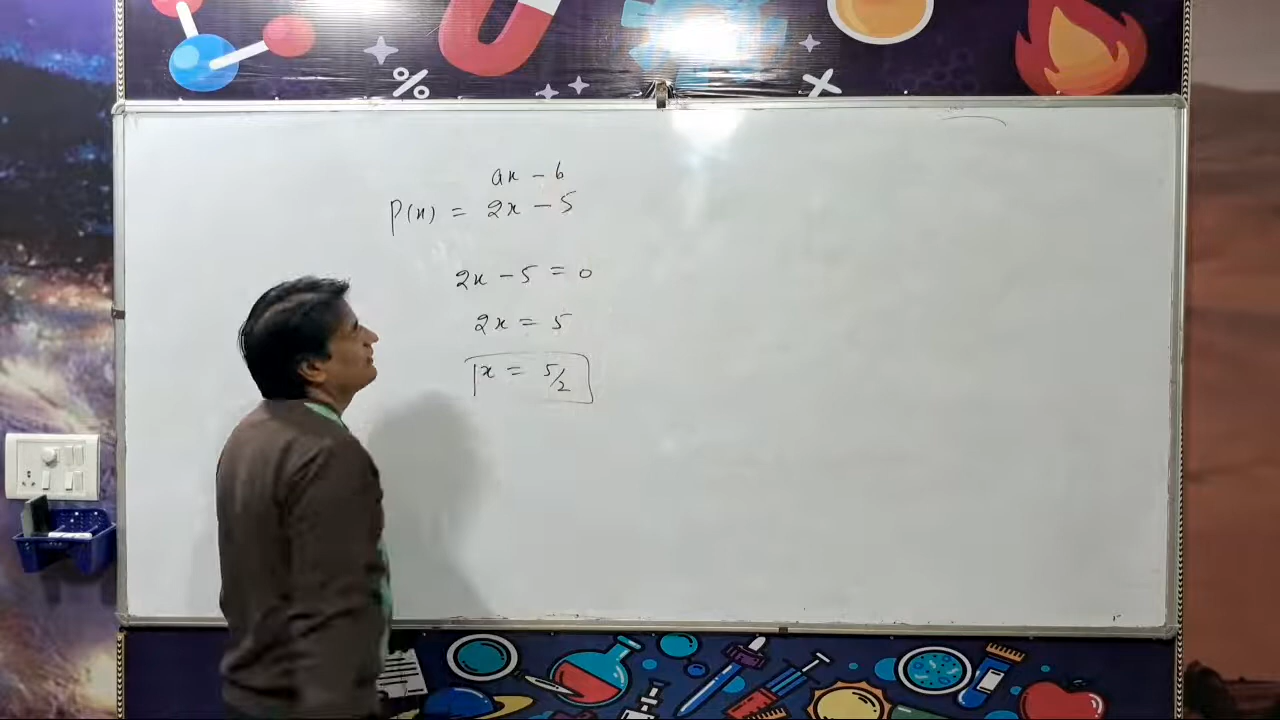 ax - b
P(x) = 2x - 5
2x - 5 = 0
2x = 5
x = 5/2